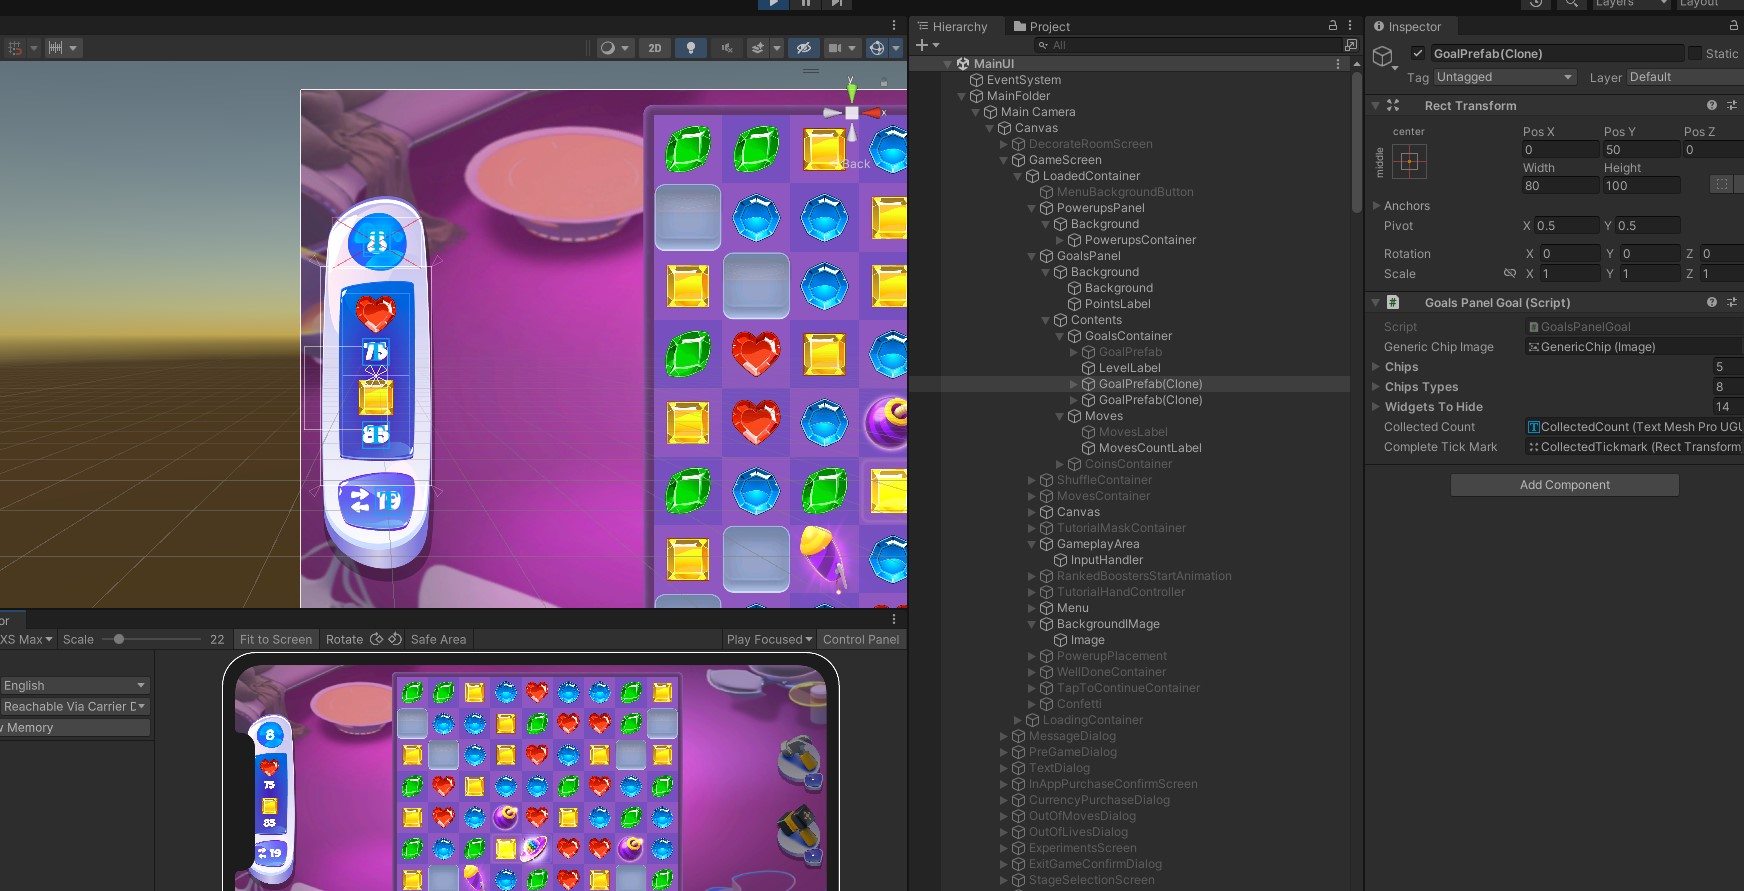 Layers
Layout
Hierarchy
Project
Inspector
2D
All
MainUI
EventSystem
MainFolder
Main Camera
Canvas
DecorateRoomScreen
GameScreen
LoadedContainer
MenuBackgroundButton
PowerupsPanel
Background
PowerupsContainer
GoalsPanel
Background
Background
PointsLabel
Contents
GoalsContainer
GoalPrefab
LevelLabel
GoalPrefab(Clone)
GoalPrefab(Clone)
Moves
MovesLabel
MovesCountLabel
CoinsContainer
ShuffleContainer
MovesContainer
Canvas
TutorialMaskContainer
GameplayArea
InputHandler
RankedBoostersStartAnimation
TutorialHandController
Menu
BackgroundIMage
Image
PowerupPlacement
WellDoneContainer
TapToContinueContainer
Confetti
LoadingContainer
MessageDialog
PreGameDialog
TextDialog
InAppPurchaseConfirmScreen
CurrencyPurchaseDialog
OutOfMovesDialog
OutOfLivesDialog
ExperimentsScreen
ExitGameConfirmDialog
StageSelectionScreen
GoalPrefab(Clone)
Static
Tag Untagged Layer Default
Rect Transform
center
middle
Pos X Pos Y Pos Z
0 50 0
Width Height
80 100
Anchors
Pivot X 0.5 Y 0.5
Rotation X 0 Y 0 Z 0
Scale X 1 Y 1 Z 1
Goals Panel Goal (Script)
Script GoalsPanelGoal
Generic Chip Image GenericChip (Image)
Chips 5
Chips Types 8
Widgets To Hide 14
Collected Count CollectedCount (Text Mesh Pro UGU
Complete Tick Mark CollectedTickmark (Rect Transform
Add Component
y
x
Back
75
85
19
or
XS Max Scale 22 Fit to Screen Rotate Safe Area Play Focused Control Panel
English
Reachable Via Carrier D
w Memory
8
75
85
19